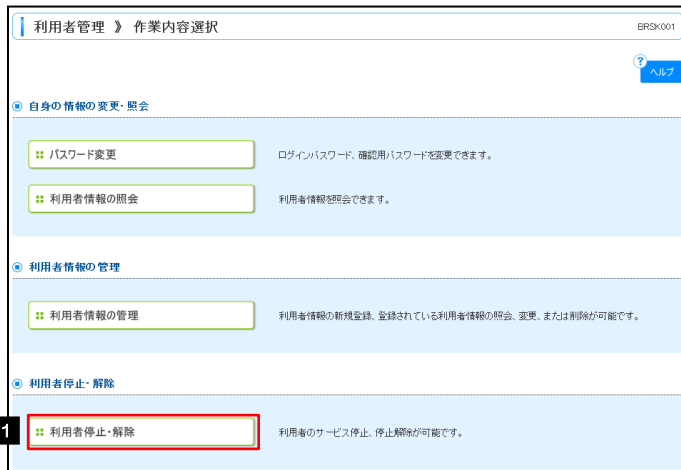 利用者管理 》 作業内容選択
BRSK001
?
ヘルプ
自身の情報の変更・照会
パスワード変更
ログインパスワード、確認用パスワードを変更できます。
利用者情報の照会
利用者情報を照会できます。
利用者情報の管理
利用者情報の管理
利用者情報の新規登録、登録されている利用者情報の照会、変更、または削除が可能です。
利用者停止・解除
1
利用者停止・解除
利用者のサービス停止、停止解除が可能です。